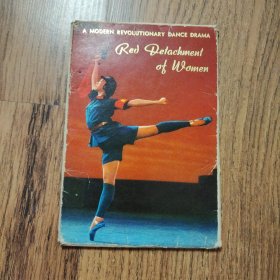 A MODERN REVOLUTIONARY DANCE DRAMA
Red Detachment
of Women